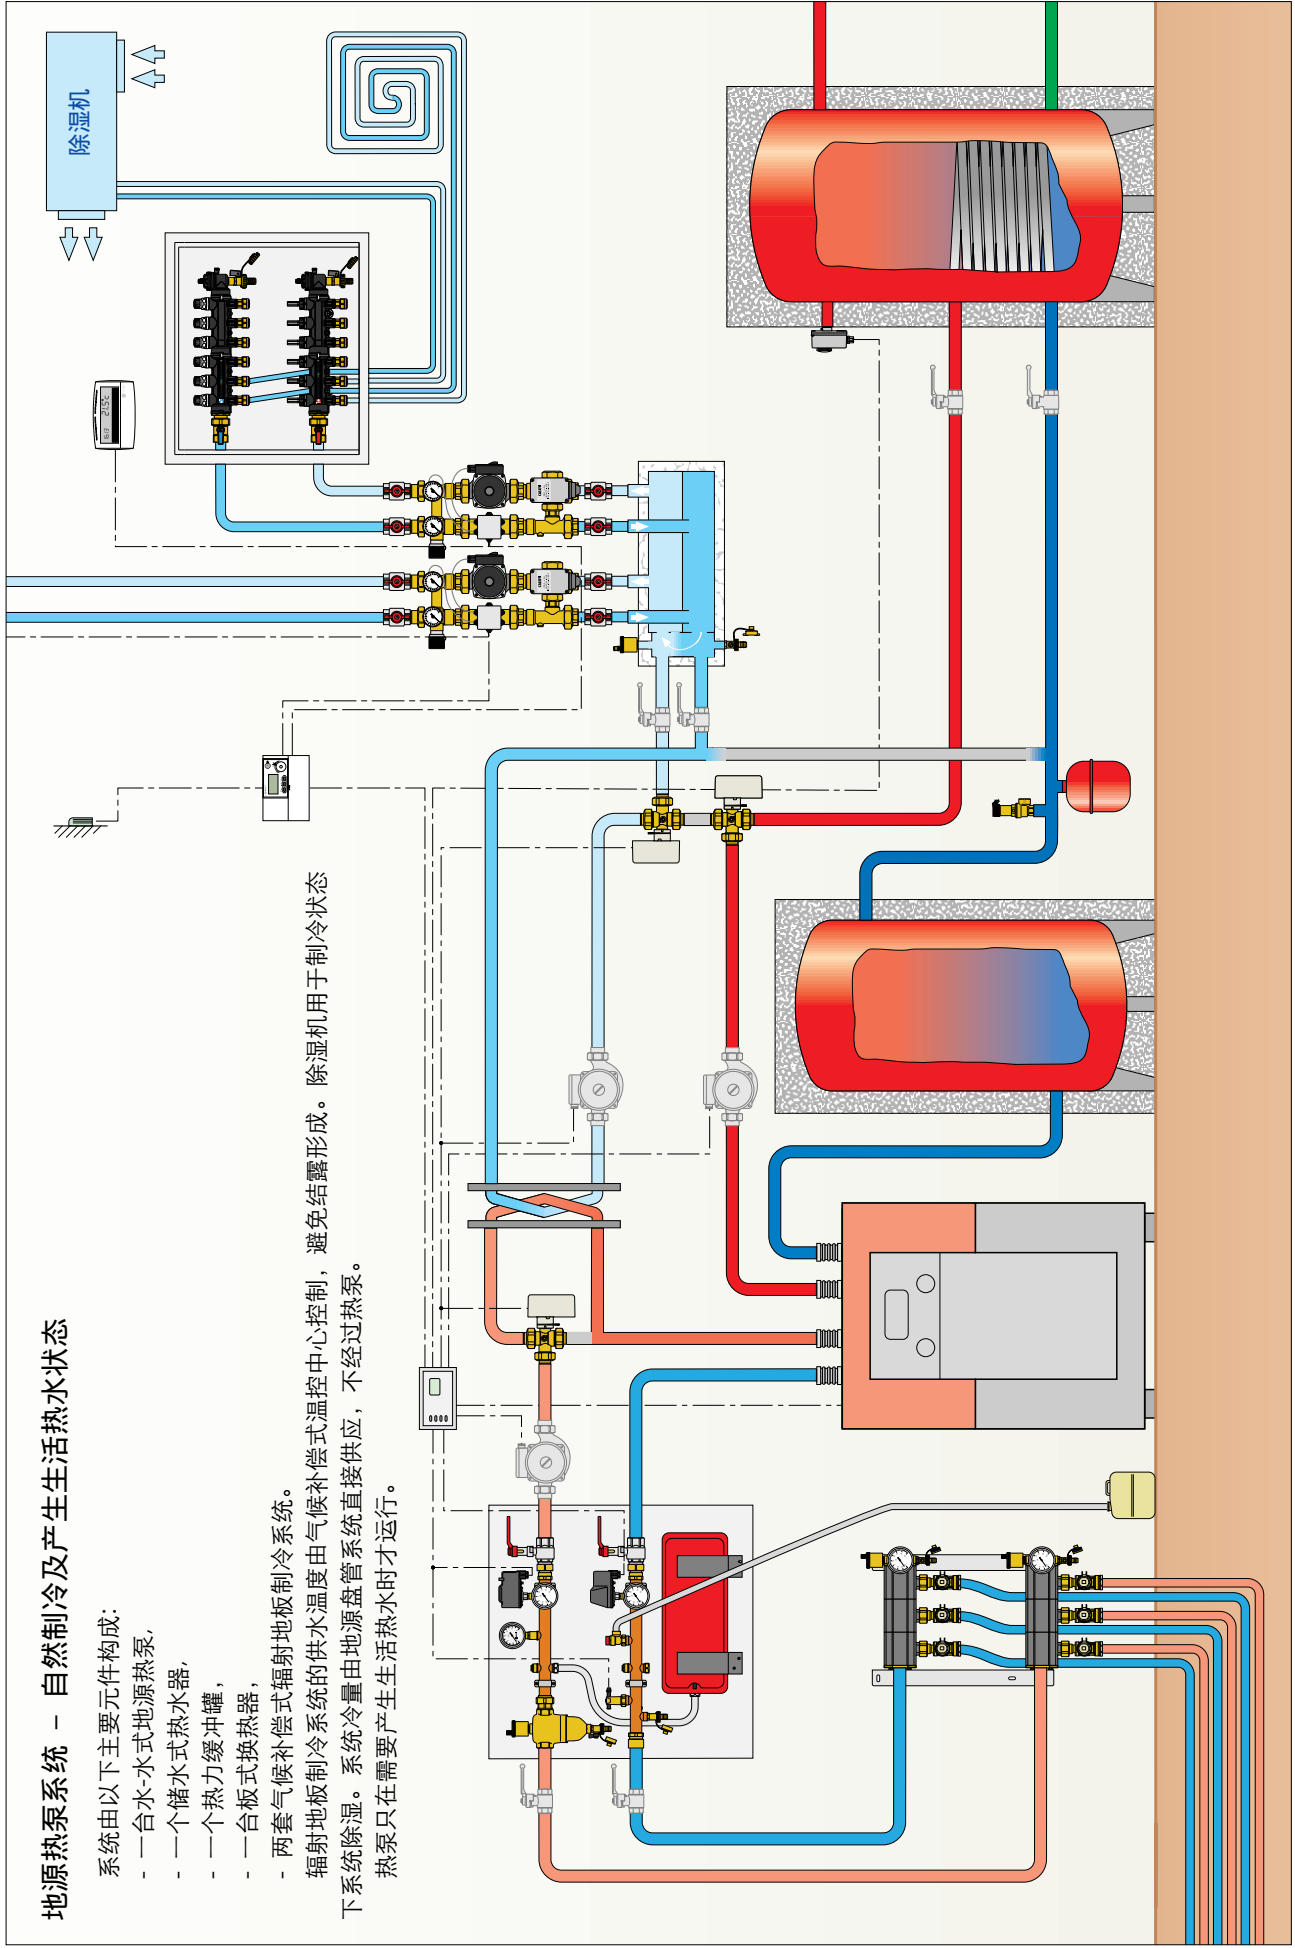 地源热泵系统 - 自然制冷及产生生活热水状态
系统由以下主要元件构成:
- 一台水-水式地源热泵,
- 一个储水式热水器,
- 一个热力缓冲罐,
- 一台板式换热器,
- 两套气候补偿式辐射地板制冷系统。
辐射地板制冷系统的供水温度由气候补偿式温控中心控制，避免结露形成。除湿机用于制冷状态
下系统除湿。系统冷量由地源盘管系统直接供应，不经过热泵。
热泵只在需要产生生活热水时才运行。
除湿机